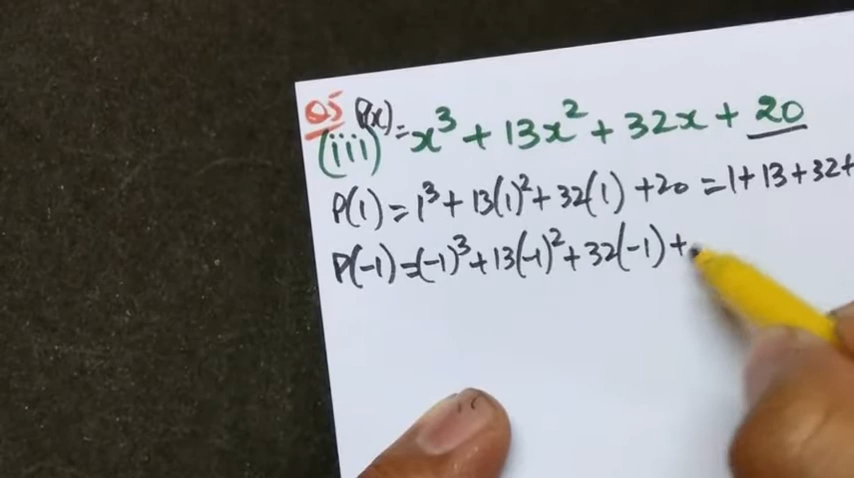 Q5 P(x)
(iii) = x³ + 13x² + 32x + 20
P(1) = 1³ + 13(1)² + 32(1) + 20 = 1 + 13 + 32 +
P(-1) = (-1)³ + 13(-1)² + 32(-1) +